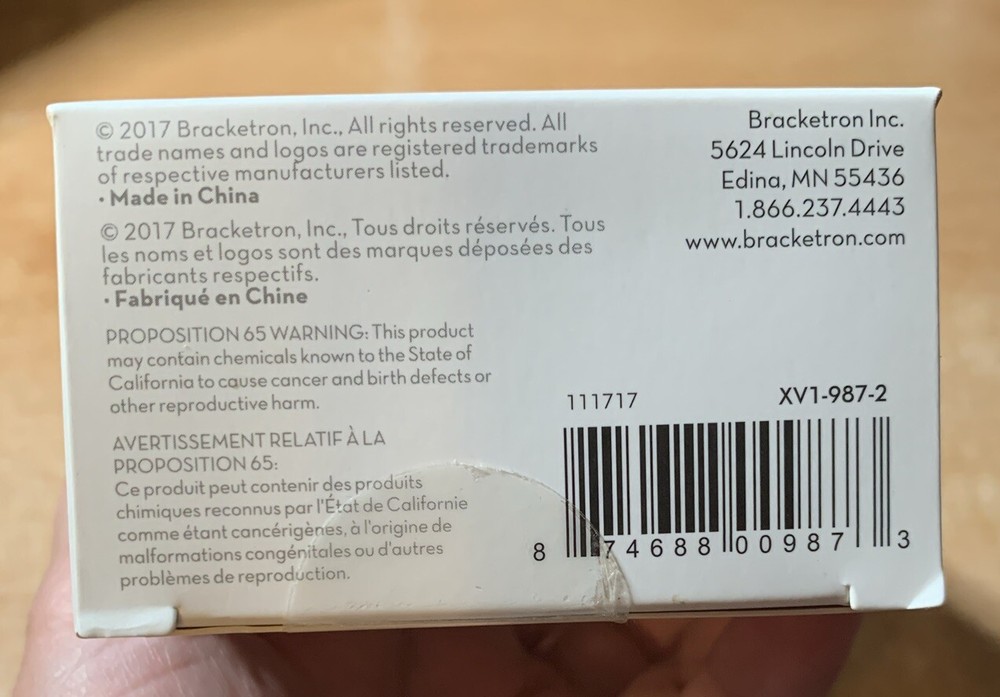 © 2017 Bracketron, Inc., All rights reserved. All
trade names and logos are registered trademarks
of respective manufacturers listed.
• Made in China
© 2017 Bracketron, Inc., Tous droits réservés. Tous
les noms et logos sont des marques déposées des
fabricants respectifs.
• Fabriqué en Chine
PROPOSITION 65 WARNING: This product
may contain chemicals known to the State of
California to cause cancer and birth defects or
other reproductive harm.
AVERTISSEMENT RELATIF À LA
PROPOSITION 65:
Ce produit peut contenir des produits
chimiques reconnus par l'État de Californie
comme étant cancérigènes, à l'origine de
malformations congénitales ou d'autres
problèmes de reproduction.
Bracketron Inc.
5624 Lincoln Drive
Edina, MN 55436
1.866.237.4443
www.bracketron.com
111717 XV1-987-2
8 74688 00987 3